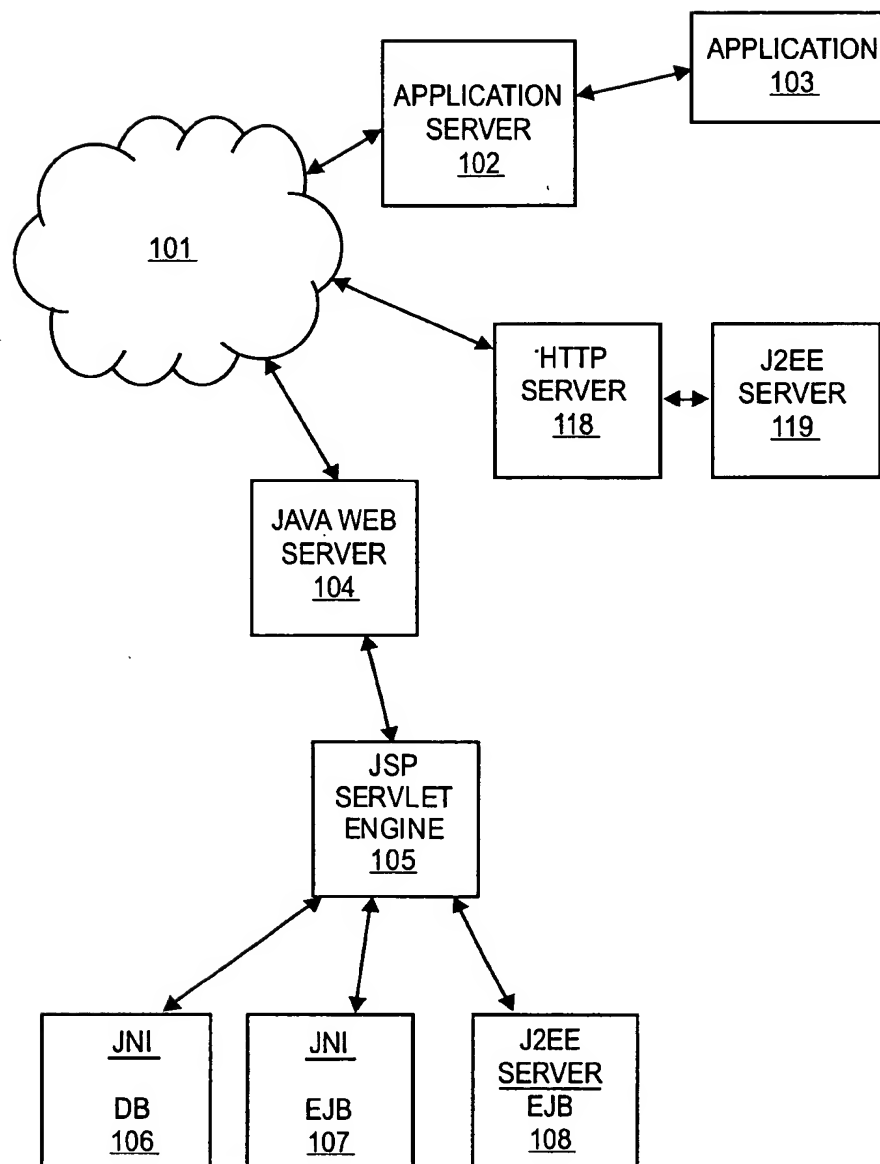 APPLICATION
103
APPLICATION
SERVER
102
101
HTTP
SERVER
118
J2EE
SERVER
119
JAVA WEB
SERVER
104
JSP
SERVLET
ENGINE
105
JNI
DB
106
JNI
EJB
107
J2EE
SERVER
EJB
108